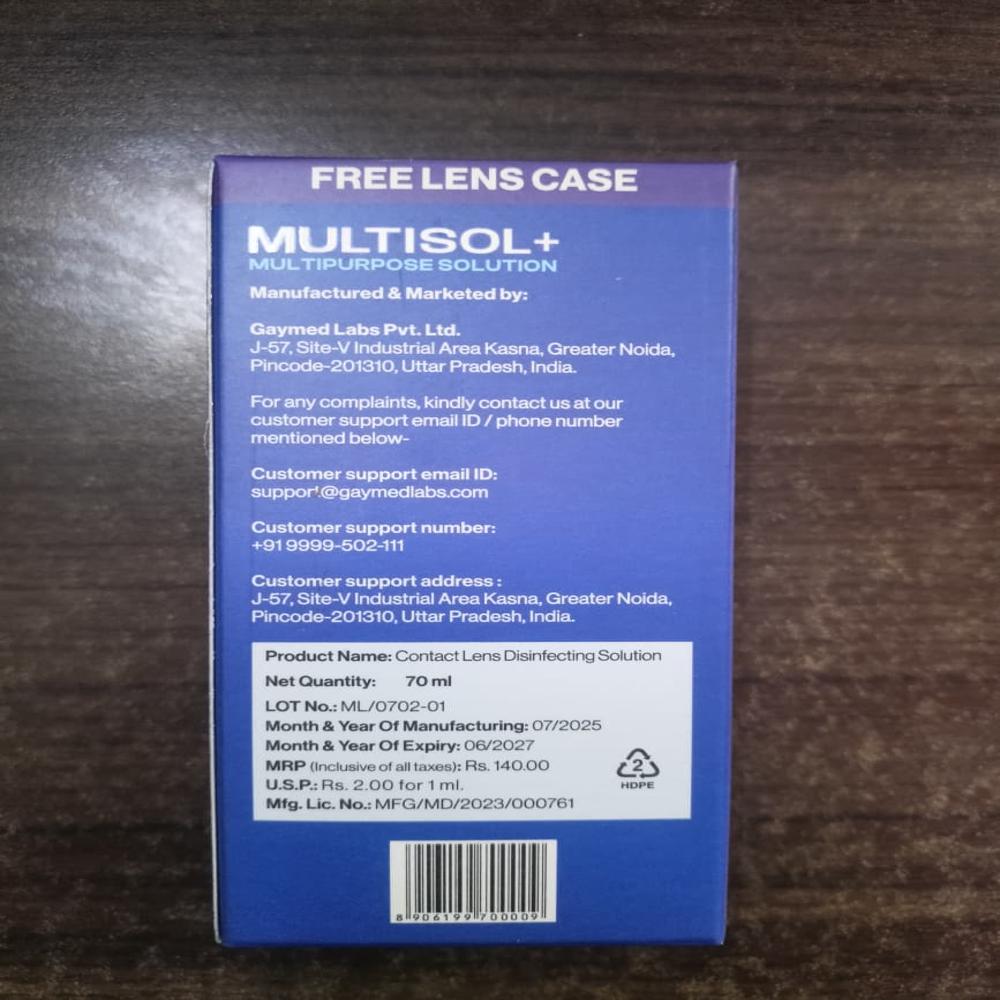 FREE LENS CASE
MULTISOL+
MULTIPURPOSE SOLUTION
Manufactured & Marketed by:
Gaymed Labs Pvt. Ltd.
J-57, Site-V Industrial Area Kasna, Greater Noida,
Pincode-201310, Uttar Pradesh, India.
For any complaints, kindly contact us at our
customer support email ID / phone number
mentioned below-
Customer support email ID:
support@gaymedlabs.com
Customer support number:
+91 9999-502-111
Customer support address :
J-57, Site-V Industrial Area Kasna, Greater Noida,
Pincode-201310, Uttar Pradesh, India.
Product Name: Contact Lens Disinfecting Solution
Net Quantity: 70 ml
LOT No.: ML/0702-01
Month & Year Of Manufacturing: 07/2025
Month & Year Of Expiry: 06/2027
MRP (Inclusive of all taxes): Rs. 140.00
U.S.P.: Rs. 2.00 for 1 ml.
Mfg. Lic. No.: MFG/MD/2023/000761
2
HDPE
8 906199 700009